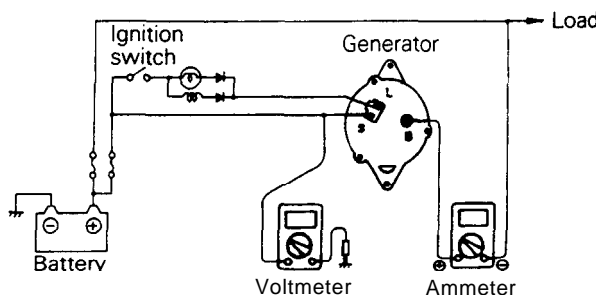 Load
Ignition
switch
Generator
L
S
B
⊖ ⊕
Battery
Voltmeter
⊕ ⊖
Ammeter